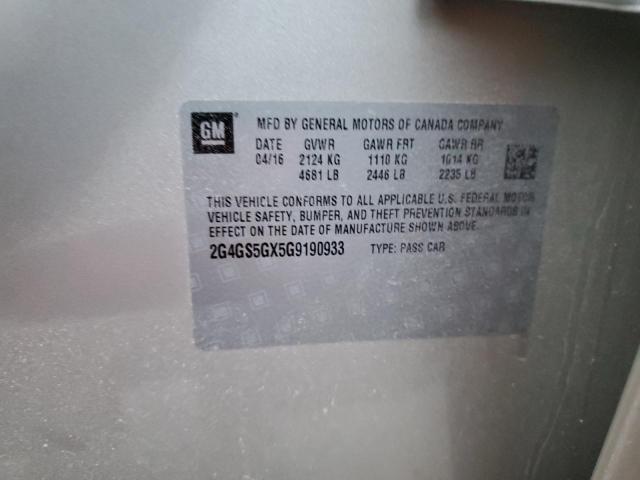 GM
MFD BY GENERAL MOTORS OF CANADA COMPANY
DATE GVWR GAWR FRT GAWR RR
04/16 2124 KG 1110 KG 1014 KG
4681 LB 2446 LB 2235 LB
THIS VEHICLE CONFORMS TO ALL APPLICABLE U.S. FEDERAL MOTOR
VEHICLE SAFETY, BUMPER, AND THEFT PREVENTION STANDARDS IN
EFFECT ON THE DATE OF MANUFACTURE SHOWN ABOVE.
2G4GS5GX5G9190933 TYPE: PASS CAR